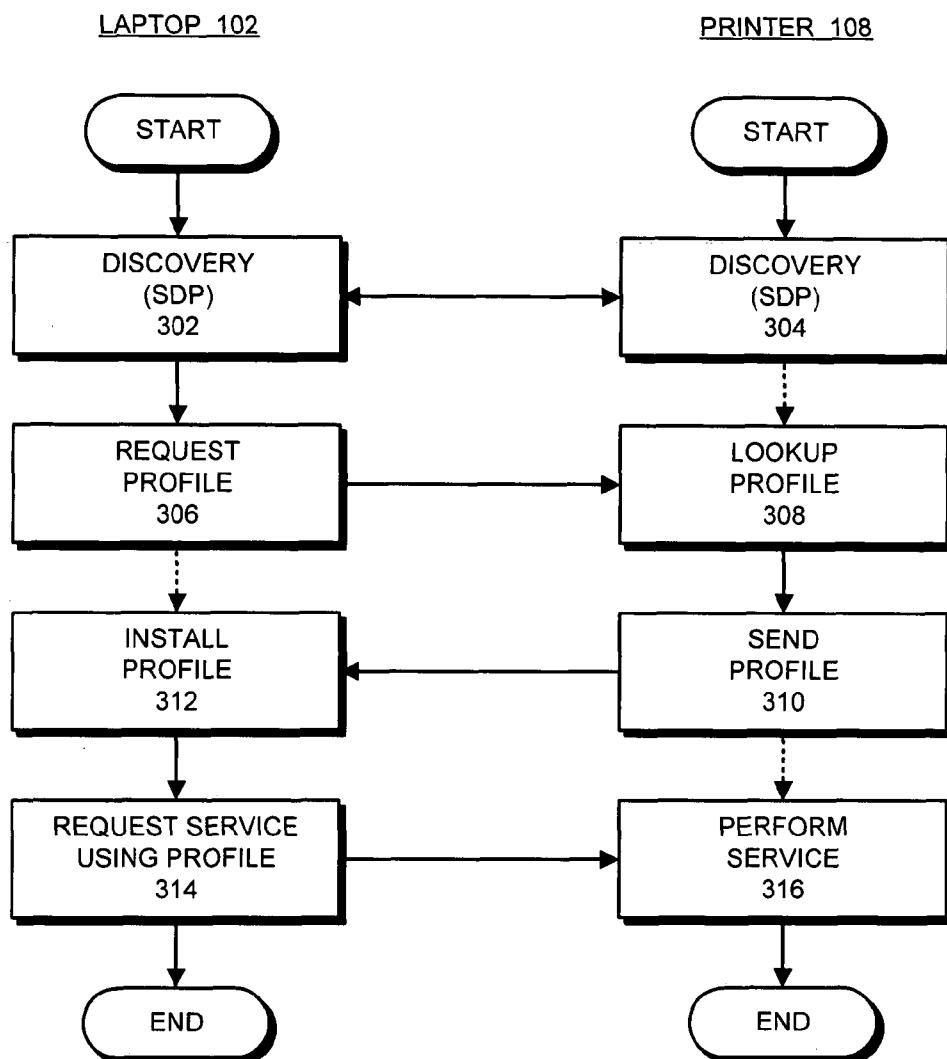 LAPTOP 102
PRINTER 108
START
START
DISCOVERY
(SDP)
302
DISCOVERY
(SDP)
304
REQUEST
PROFILE
306
LOOKUP
PROFILE
308
INSTALL
PROFILE
312
SEND
PROFILE
310
REQUEST SERVICE
USING PROFILE
314
PERFORM
SERVICE
316
END
END